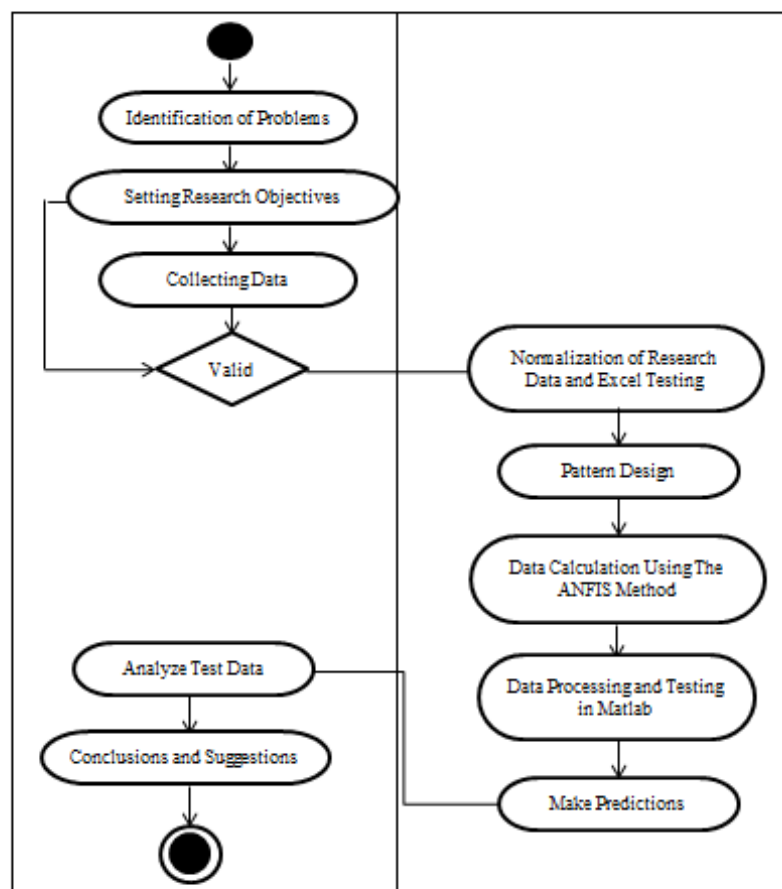 Identification of Problems
Setting Research Objectives
Collecting Data
Valid
Normalization of Research
Data and Excel Testing
Pattern Design
Data Calculation Using The
ANFIS Method
Data Processing and Testing
in Matlab
Make Predictions
Analyze Test Data
Conclusions and Suggestions